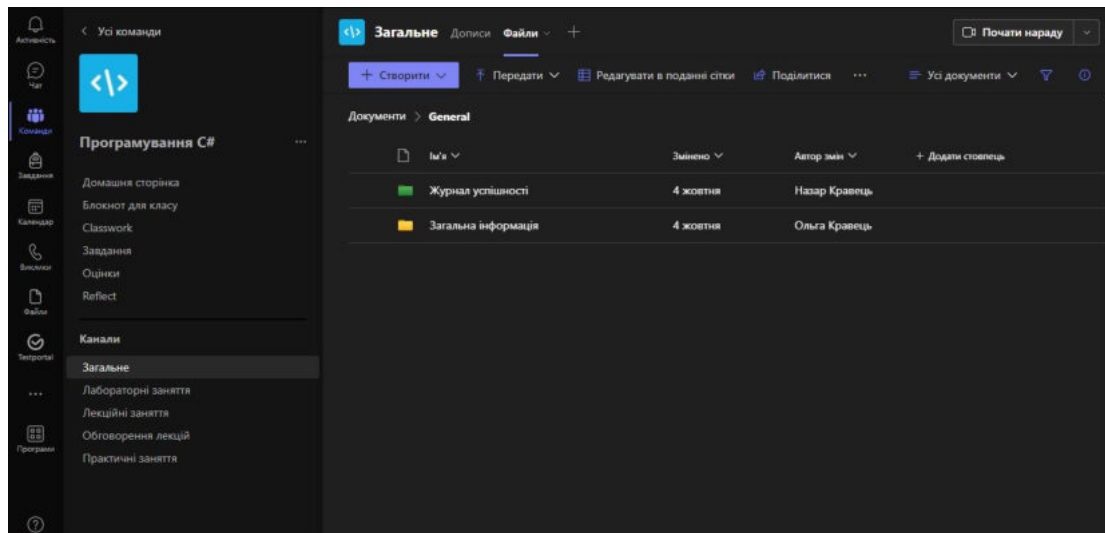 Активність
Чат
Команди
Завдання
Календар
Виклики
Файли
Testportal
Програми
Усі команди
Програмування C#
Домашня сторінка
Блокнот для класу
Classwork
Завдання
Оцінки
Reflect
Канали
Загальне
Лабораторні заняття
Лекційні заняття
Обговорення лекцій
Практичні заняття
Загальне Дописи Файли
Почати нараду
+ Створити Передати Редагувати в поданні сітки Поділитися ... Усі документи
Документи > General
Ім'я Змінено Автор змін + Додати стовпець
Журнал успішності 4 жовтня Назар Кравець
Загальна інформація 4 жовтня Ольга Кравець